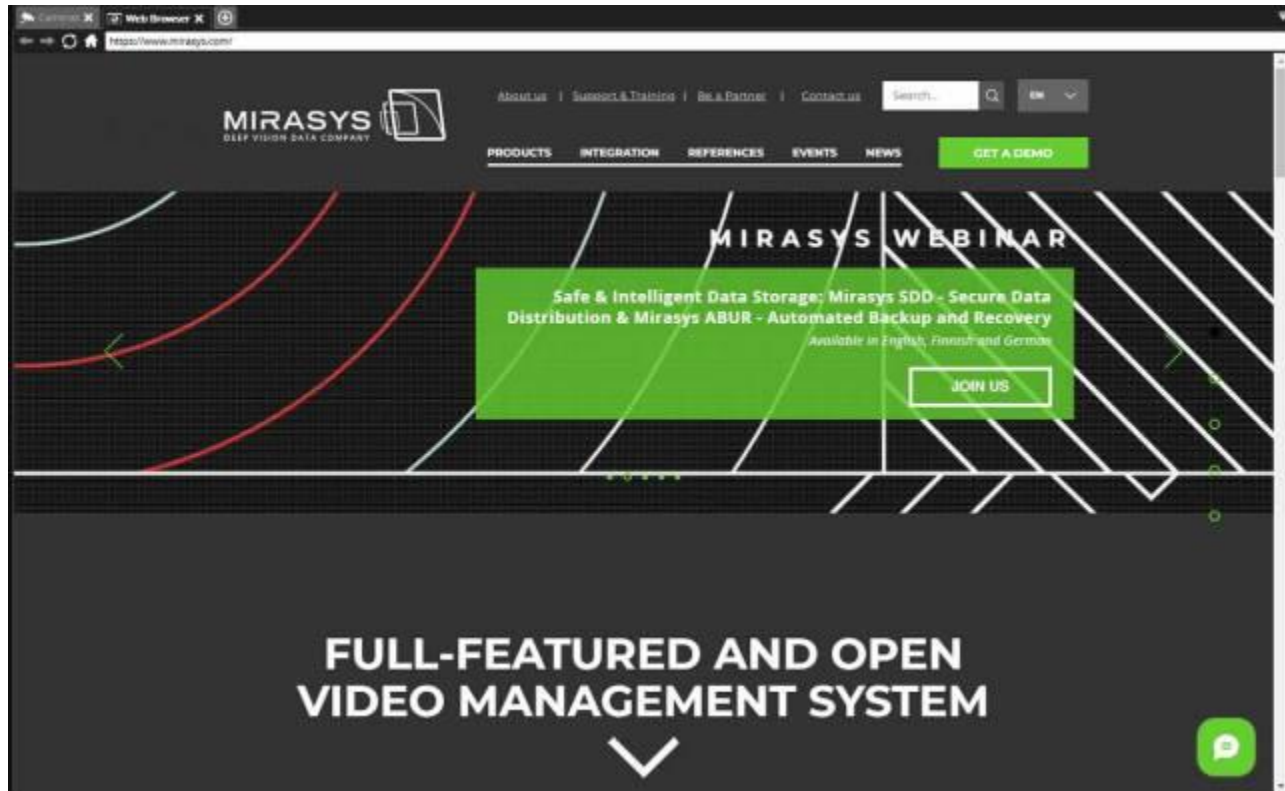 Cameras X Web Browser X
https://www.mirasys.com/
About us | Support & Training | Be a Partner | Contact us Search... EN
MIRASYS
DEEP VISION DATA COMPANY
PRODUCTS INTEGRATION REFERENCES EVENTS NEWS GET A DEMO
MIRASYS WEBINAR
Safe & Intelligent Data Storage: Mirasys SDD - Secure Data
Distribution & Mirasys ABUR - Automated Backup and Recovery
Available in English, Finnish and German
JOIN US
FULL-FEATURED AND OPEN
VIDEO MANAGEMENT SYSTEM